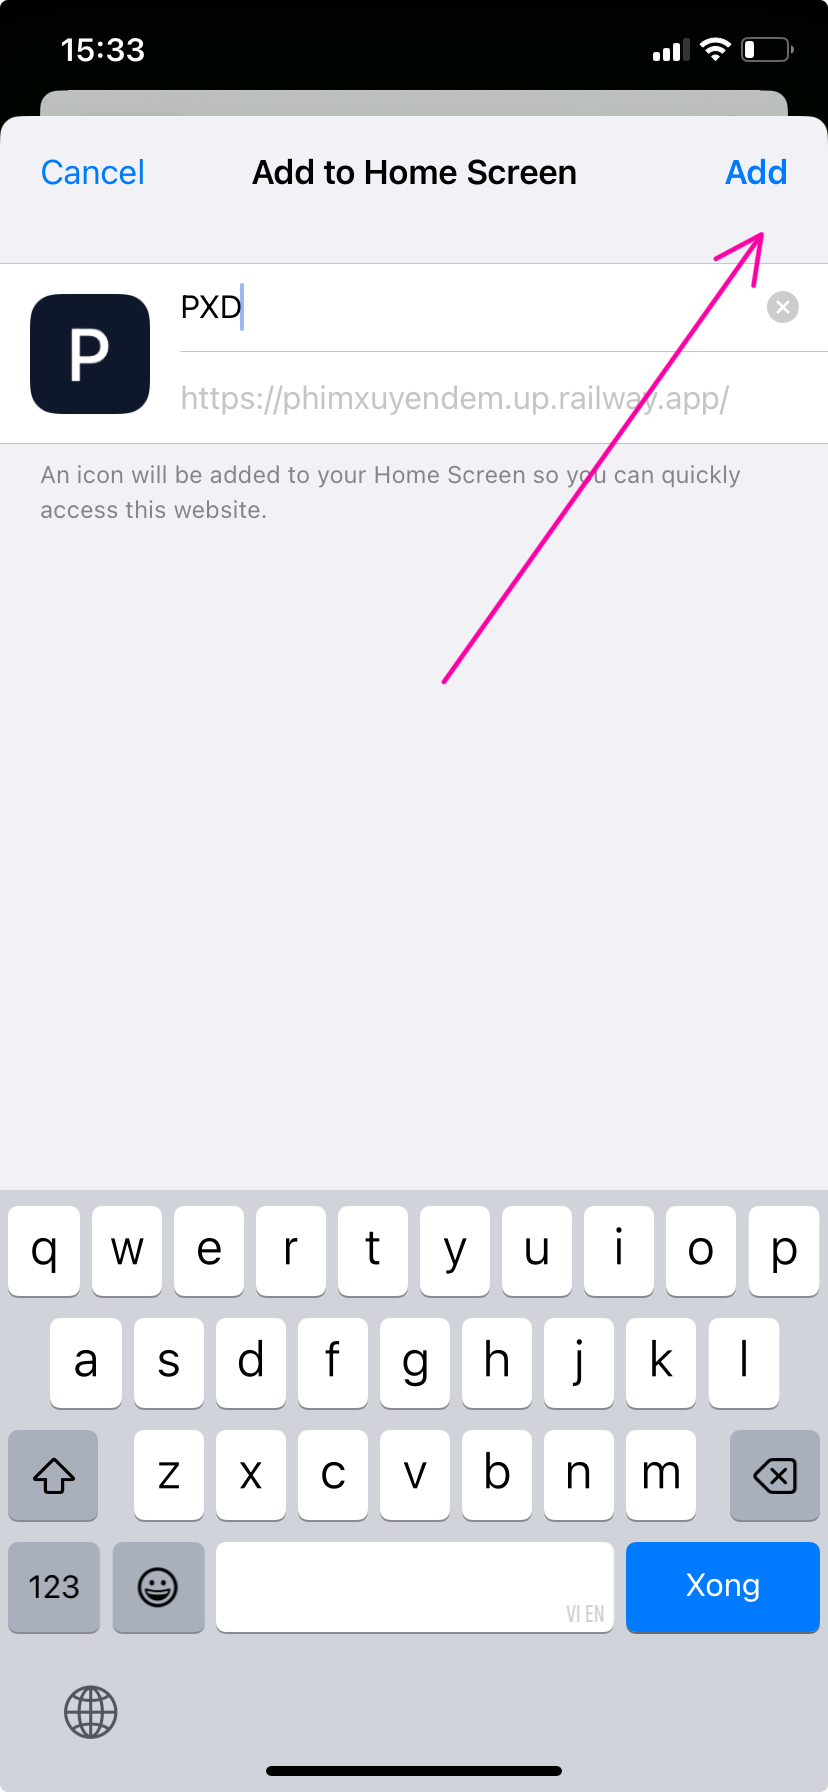 15:33
Cancel
Add to Home Screen
Add
P
PXD
https://phimxuyendem.up.railway.app/
An icon will be added to your Home Screen so you can quickly
access this website.
q w e r t y u i o p
a s d f g h j k l
z x c v b n m
123
VI EN
Xong